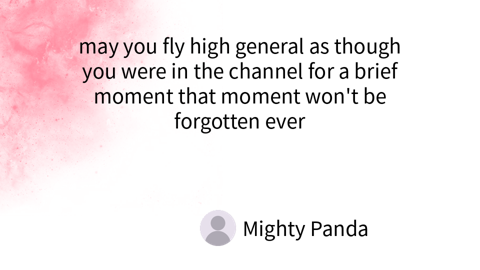 may you fly high general as though
you were in the channel for a brief
moment that moment won't be
forgotten ever
Mighty Panda